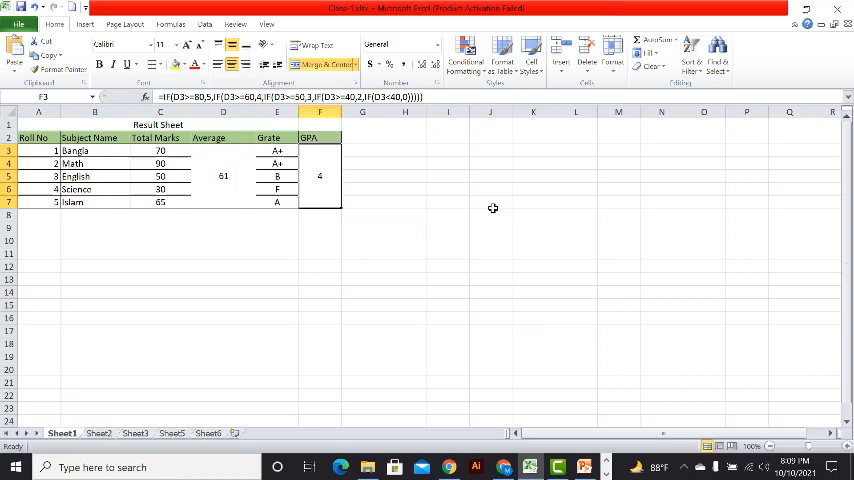 Class-1.xlsx - Microsoft Excel (Product Activation Failed)
File Home Insert Page Layout Formulas Data Review View
Paste Cut Copy Format Painter Clipboard
Calibri 11 B I U A Font
Wrap Text Merge & Center Alignment
General $ % , Number
Conditional Formatting Format as Table Cell Styles Styles
Insert Delete Format Cells
AutoSum Fill Clear Sort & Filter Find & Select Editing
F3 fx =IF(D3>=80,5,IF(D3>=60,4,IF(D3>=50,3,IF(D3>=40,2,IF(D3<40,0)))))
A B C D E F G H I J K L M N O P Q R
1 Result Sheet
2 Roll No Subject Name Total Marks Average Grate GPA
3 1 Bangla 70 A+
4 2 Math 90 A+
5 3 English 50 61 B 4
6 4 Science 30 F
7 5 Islam 65 A
8
9
10
11
12
13
14
15
16
17
18
19
20
21
22
23
24
Sheet1 Sheet2 Sheet3 Sheet5 Sheet6
Ready 100%
Type here to search Ai 88°F 8:09 PM
10/10/2021